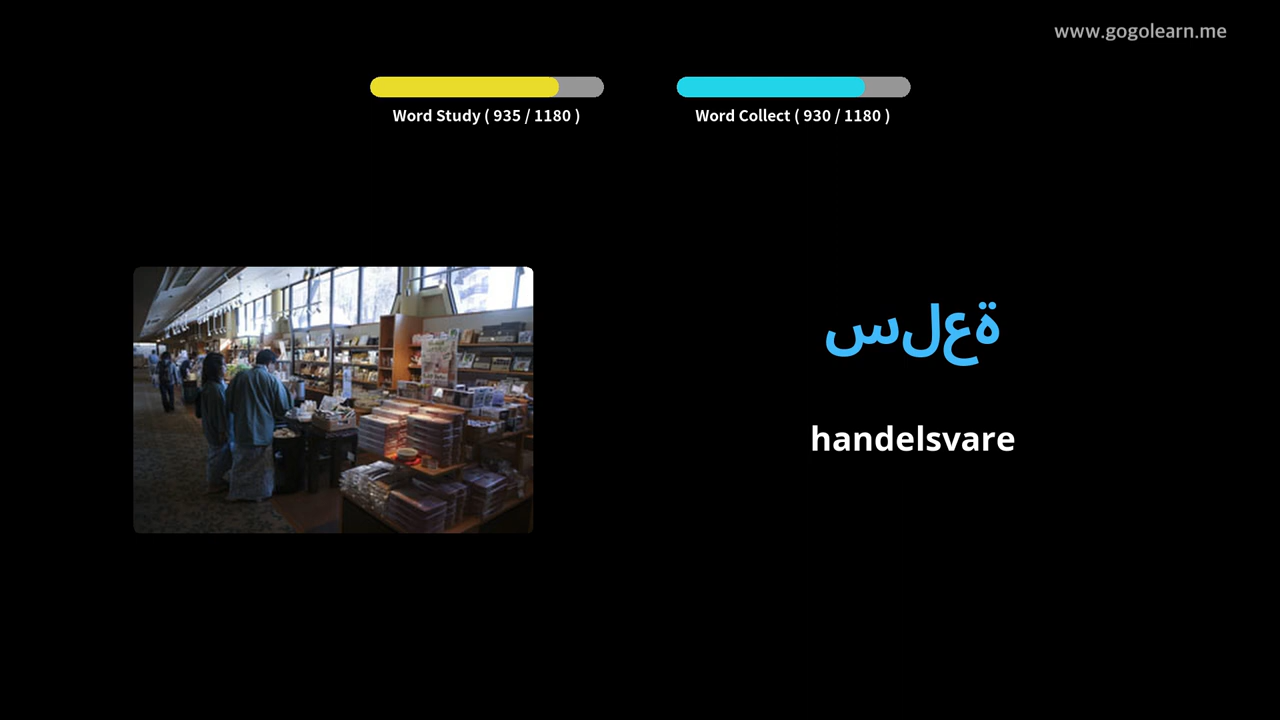 www.gogolearn.me
Word Study ( 935 / 1180 )
Word Collect ( 930 / 1180 )
سلعة
handelsvare